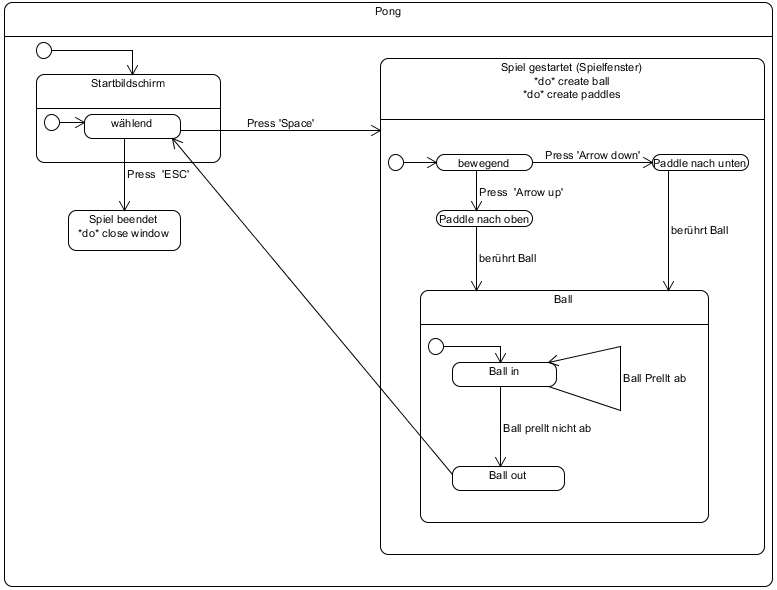 Pong
Startbildschirm
wählend
Press 'Space'
Press  'ESC'
Spiel beendet
*do* close window
Spiel gestartet (Spielfenster)
*do* create ball
*do* create paddles
bewegend
Press 'Arrow down'
Paddle nach unten
Press  'Arrow up'
Paddle nach oben
berührt Ball
berührt Ball
Ball
Ball in
Ball Prellt ab
Ball prellt nicht ab
Ball out